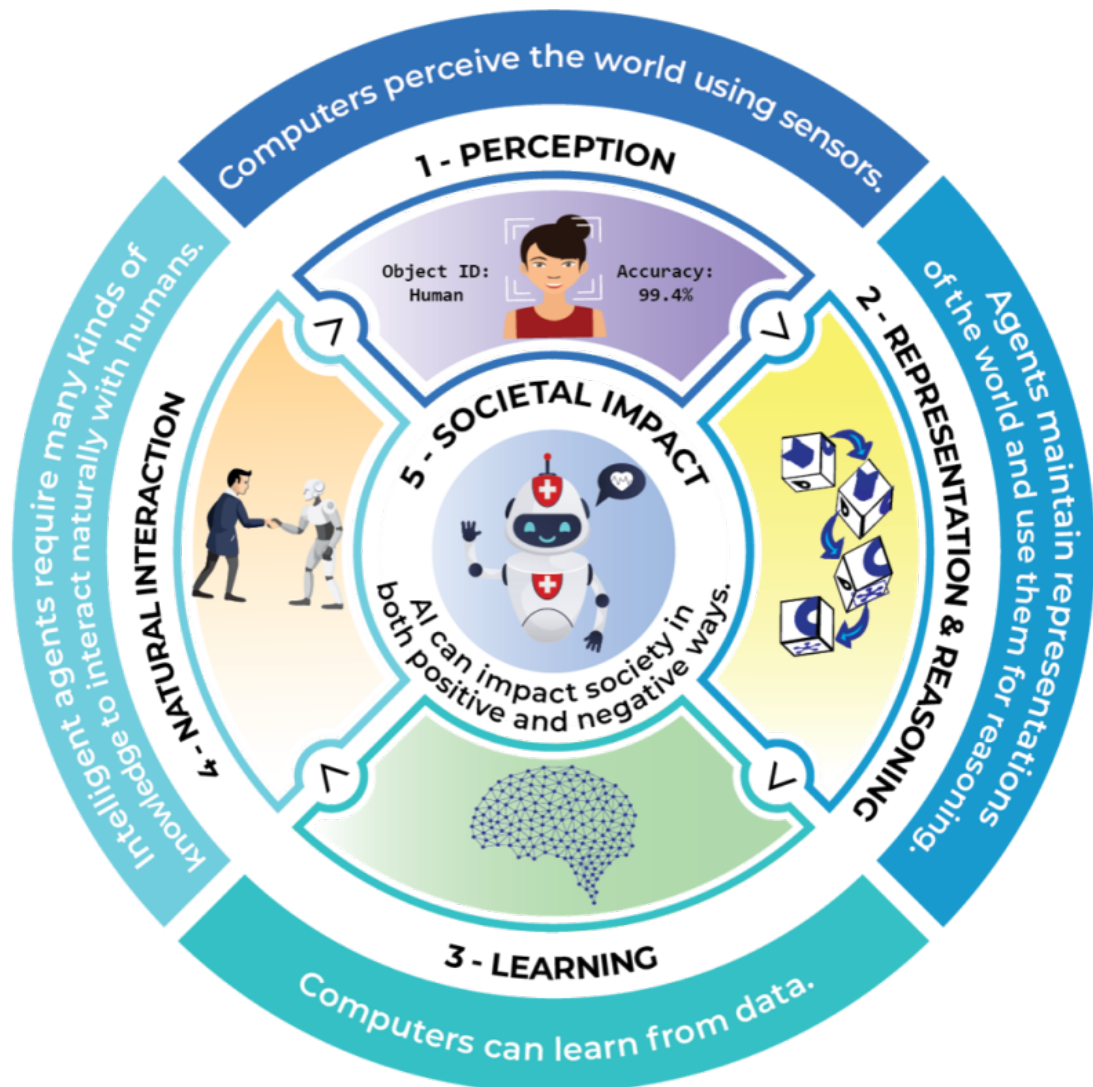 Computers perceive the world using sensors.
1 - PERCEPTION
Object ID:
Human
Accuracy:
99.4%
Agents maintain representations
of the world and use them for reasoning.
2 - REPRESENTATION & REASONING
Computers can learn from data.
3 - LEARNING
Intelligent agents require many kinds of
knowledge to interact naturally with humans.
4 - NATURAL INTERACTION
5 - SOCIETAL IMPACT
AI can impact society in
both positive and negative ways.